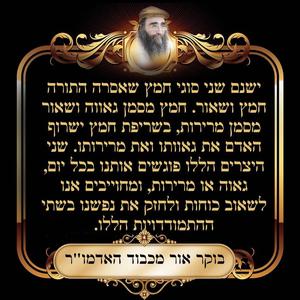 ישנם שני סוגי חמץ שאסרה התורה
חמץ ושאור. חמץ מסמן גאווה ושאור
מסמן מרירות, בשריפת חמץ ישרוף
האדם את גאוותו ואת מרירותו. שני
היצרים הללו פוגשים אותנו בכל יום,
גאוה או מרירות, ומחוייבים אנו
לשאוב כוחות ולחזק את נפשנו בשתי
ההתמודדויות הללו.
בוקר אור מכבוד האדמו"ר